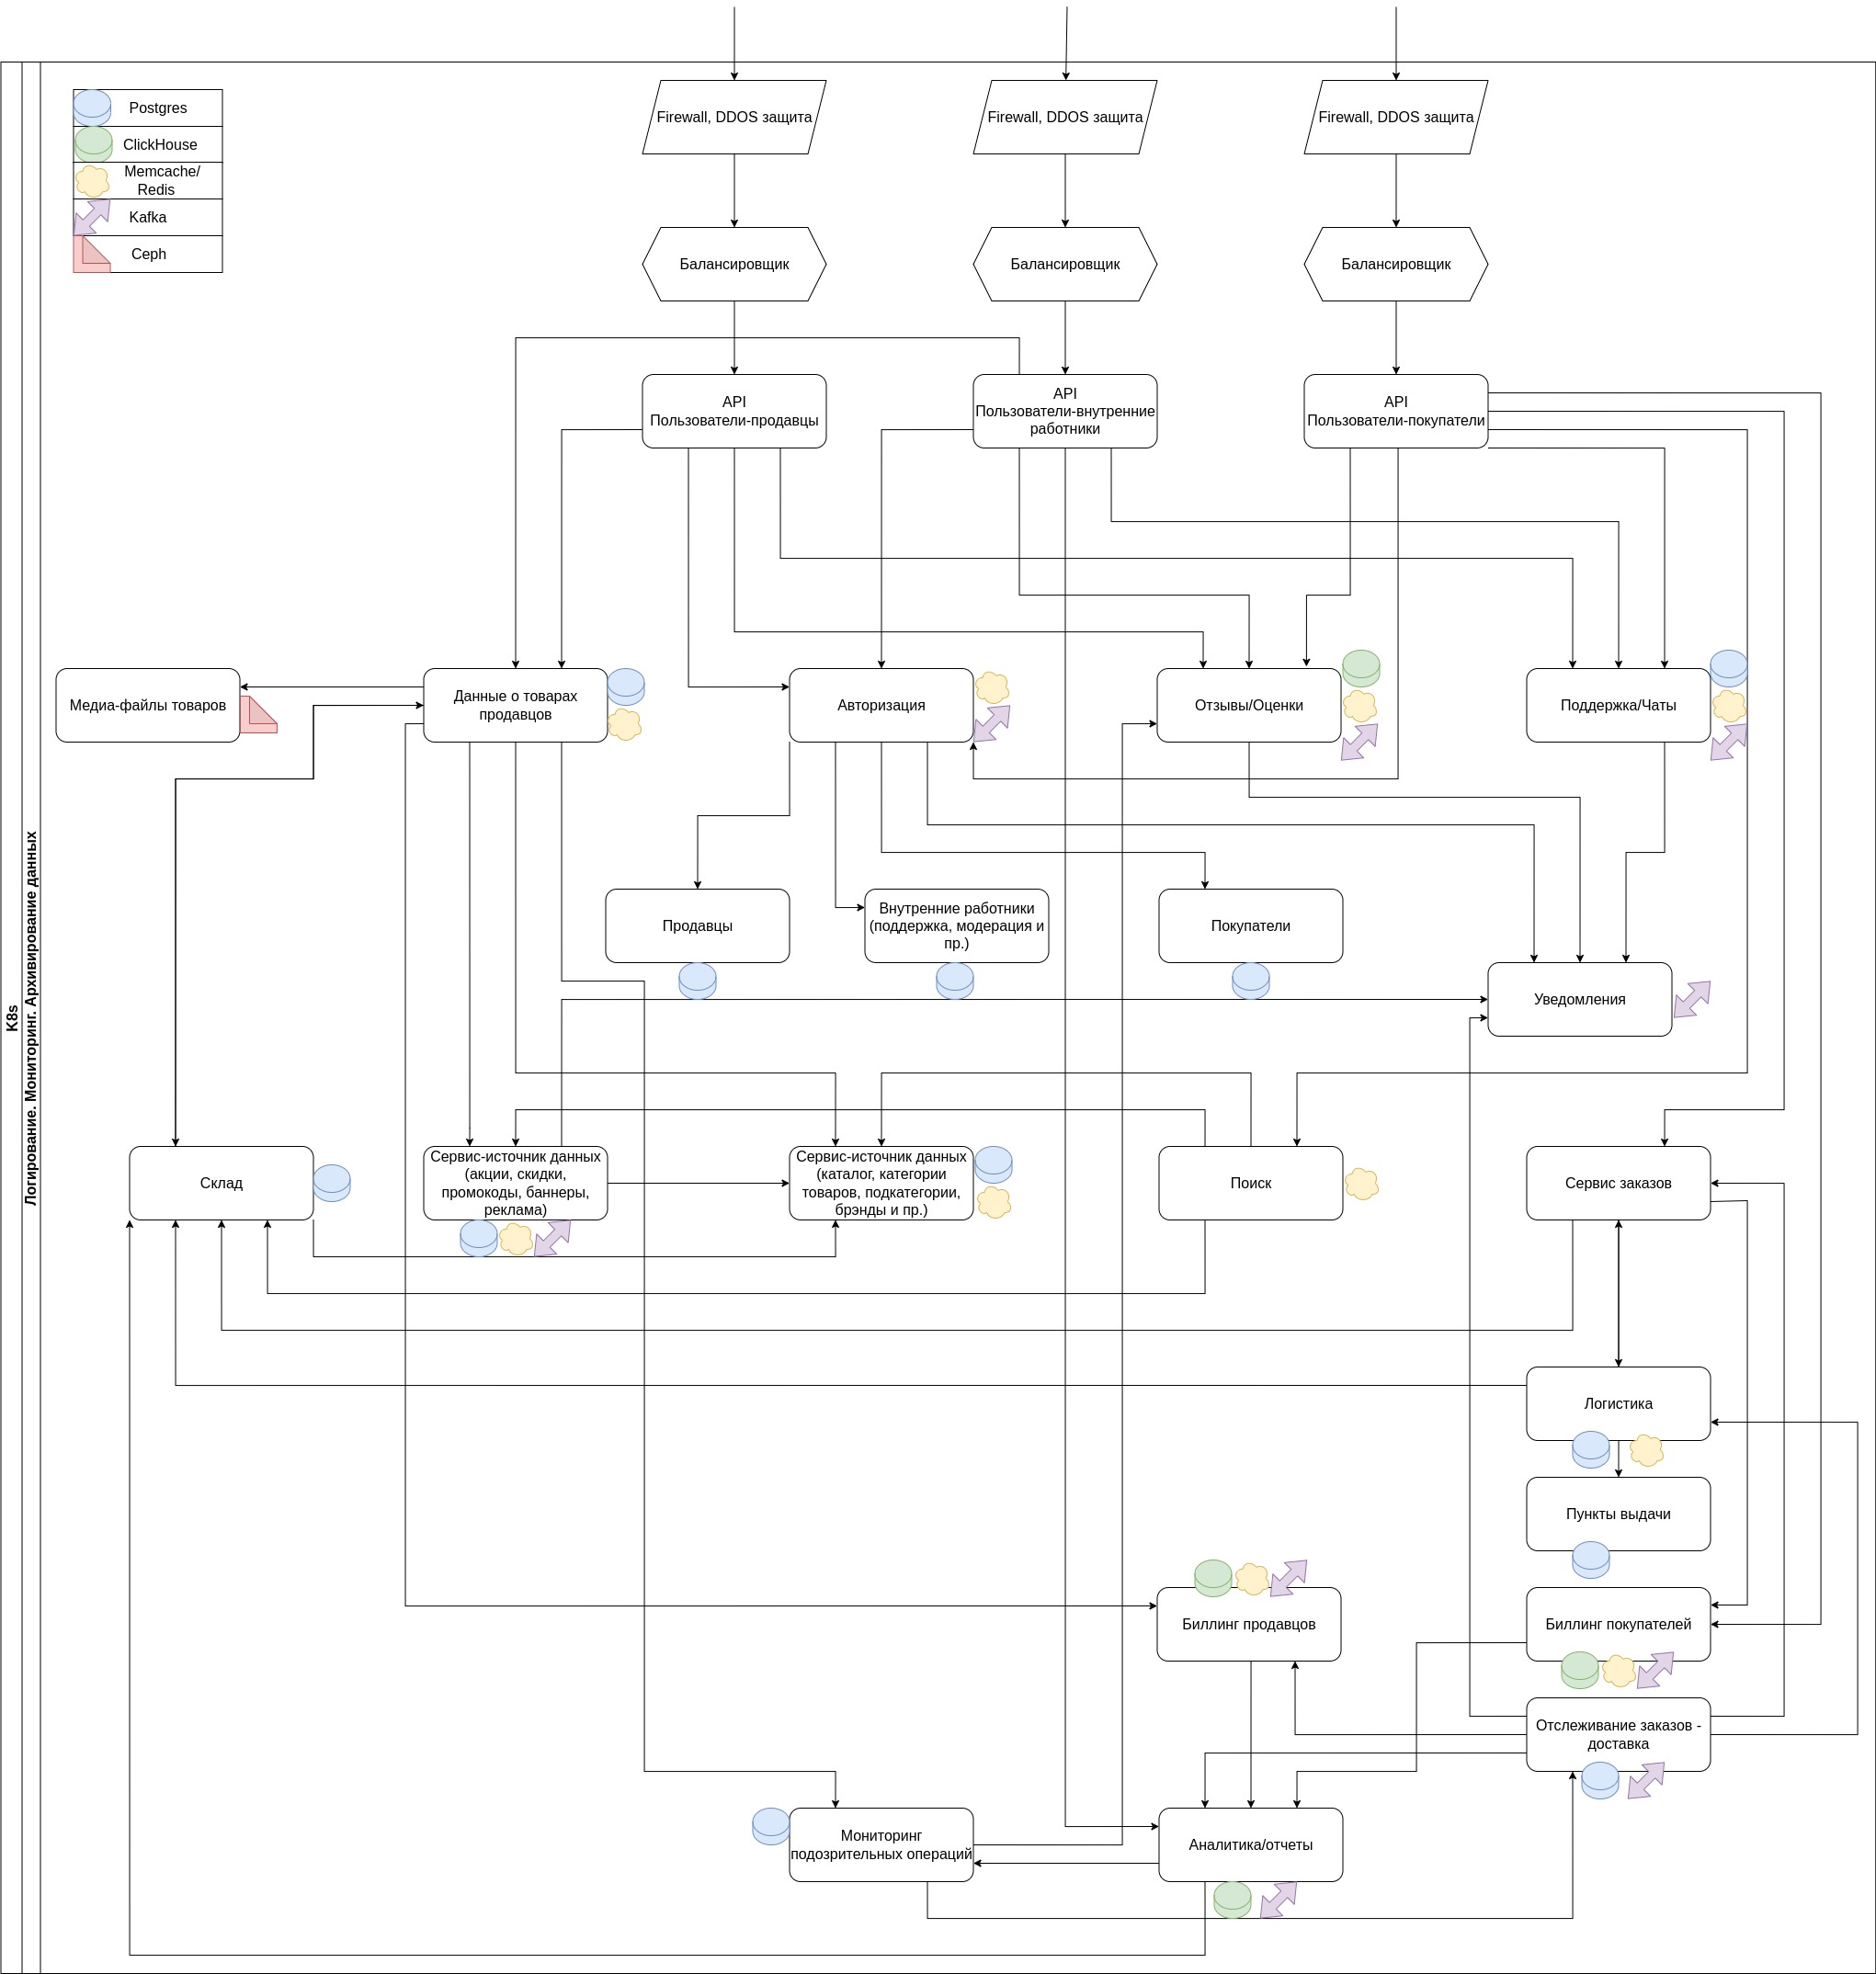 K8s
Логирование. Мониторинг. Архивирование данных
Postgres
ClickHouse
Memcache/
Redis
Kafka
Ceph
Firewall, DDOS защита
Firewall, DDOS защита
Firewall, DDOS защита
Балансировщик
Балансировщик
Балансировщик
API
Пользователи-продавцы
API
Пользователи-внутренние
работники
API
Пользователи-покупатели
Медиа-файлы товаров
Данные о товарах
продавцов
Авторизация
Отзывы/Оценки
Поддержка/Чаты
Продавцы
Внутренние работники
(поддержка, модерация и
пр.)
Покупатели
Уведомления
Склад
Сервис-источник данных
(акции, скидки,
промокоды, баннеры,
реклама)
Сервис-источник данных
(каталог, категории
товаров, подкатегории,
брэнды и пр.)
Поиск
Сервис заказов
Логистика
Пункты выдачи
Биллинг продавцов
Биллинг покупателей
Отслеживание заказов -
доставка
Мониторинг
подозрительных операций
Аналитика/отчеты